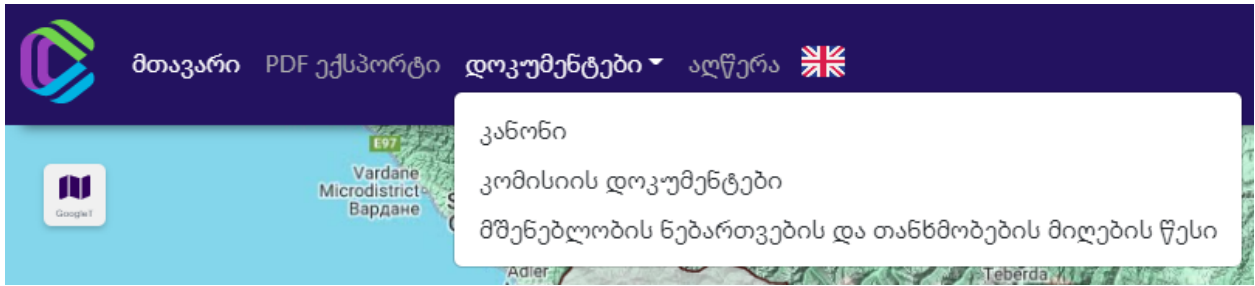 მთავარი PDF ექსპორტი დოკუმენტები აღწერა
კანონი
კომისიის დოკუმენტები
მშენებლობის ნებართვების და თანხმობების მიღების წესი
E97
Vardane
Microdistrict
Вардане
GoogleT
Adler
Teberda